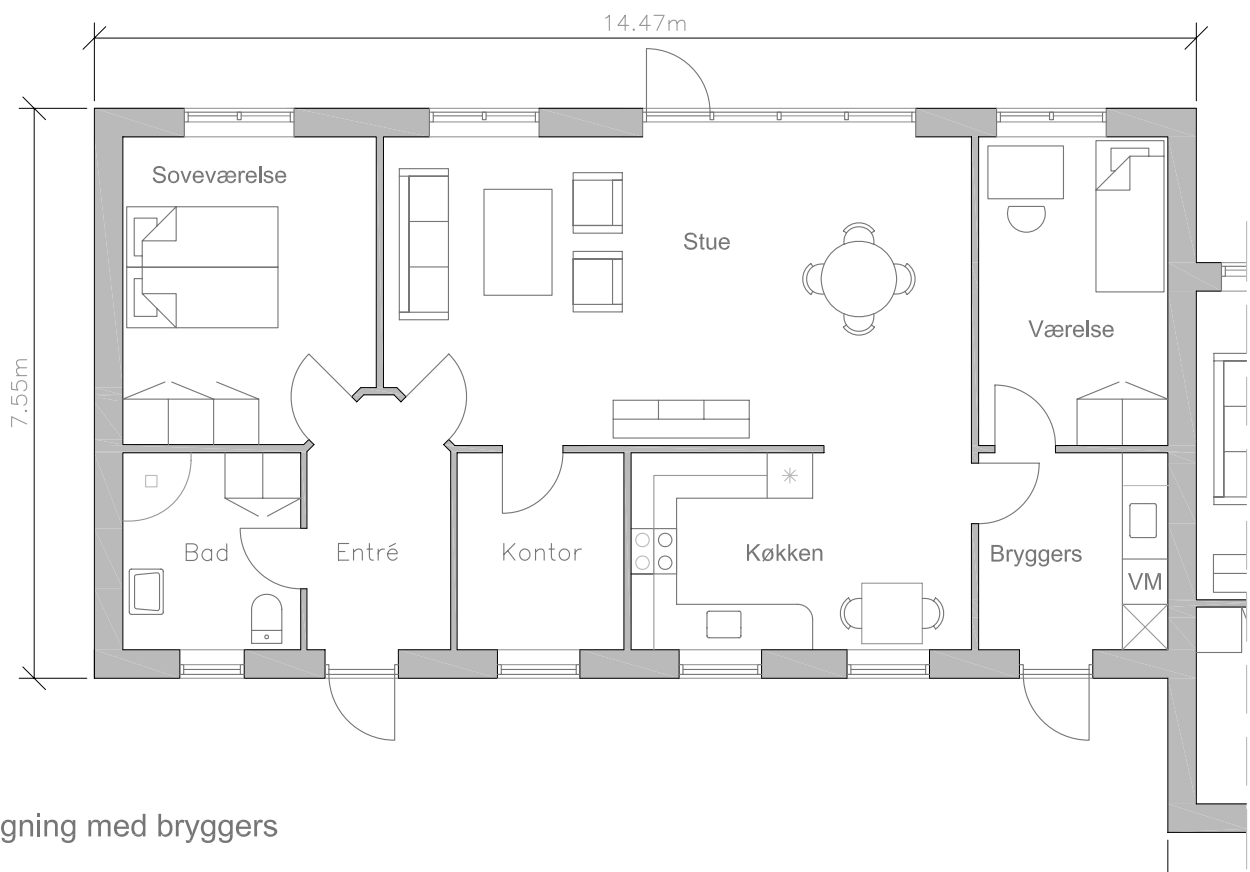 14.47m
7.55m
Soveværelse
Stue
Værelse
Bad
Entré
Kontor
Køkken
Bryggers
VM
gning med bryggers